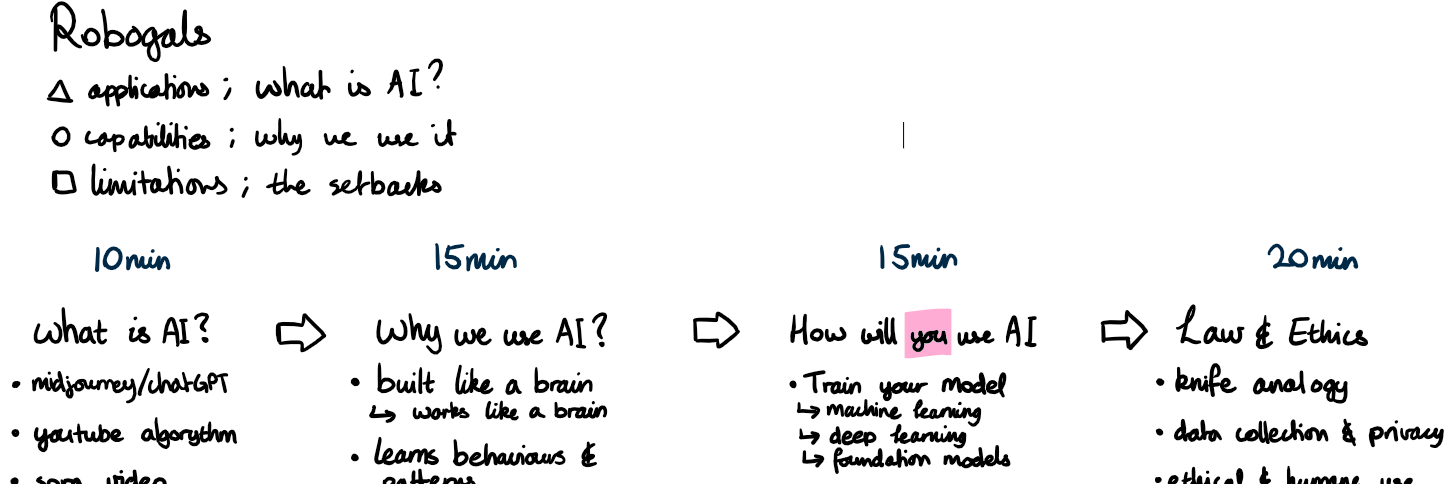 Robogals
△ applications ; what is AI?
○ capabilities ; why we use it
□ limitations ; the setbacks
10min
15min
15min
20min
What is AI?
⇨ Why we use AI?
⇨ How will you use AI
⇨ Law & Ethics
• midjourney/chatGPT
• youtube algorythm
• sora video
• built like a brain
↳ works like a brain
• learns behaviours &
patterns
• Train your model
↳ machine learning
↳ deep learning
↳ foundation models
• knife analogy
• data collection & privacy
• ethical & humane use